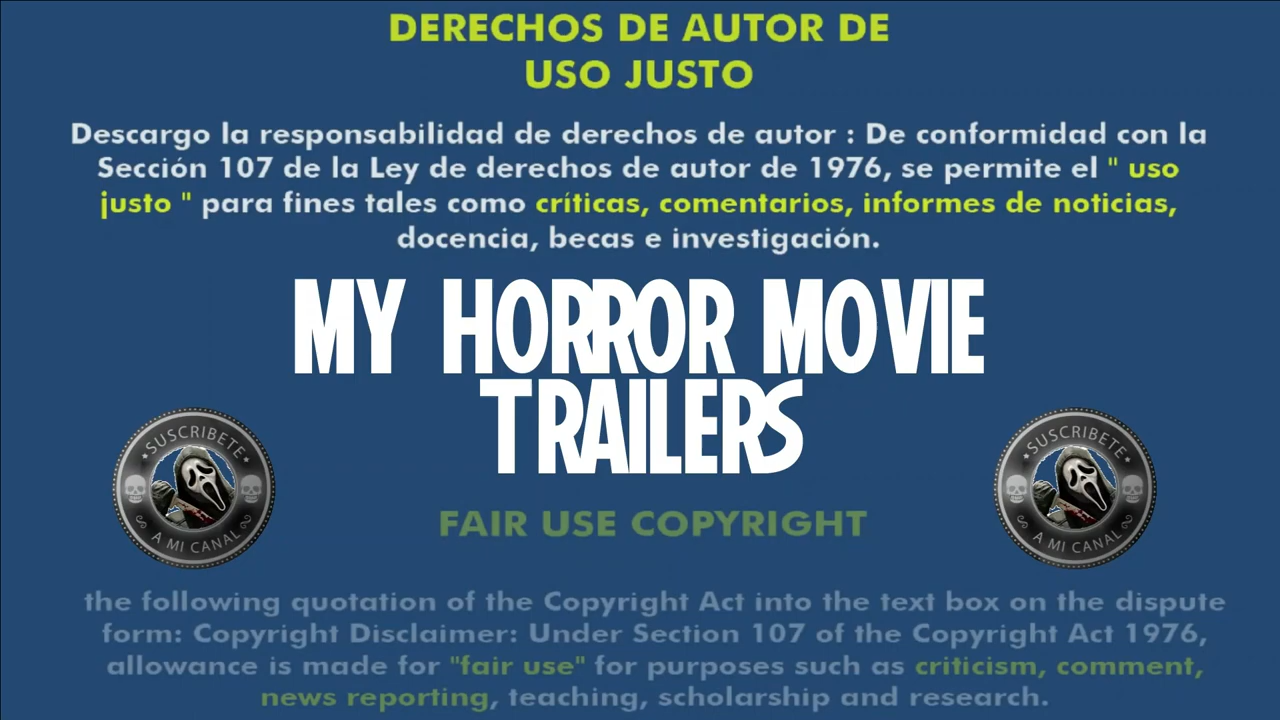 DERECHOS DE AUTOR DE
USO JUSTO
Descargo la responsabilidad de derechos de autor : De conformidad con la
Sección 107 de la Ley de derechos de autor de 1976, se permite el " uso
justo " para fines tales como críticas, comentarios, informes de noticias,
docencia, becas e investigación.
MY HORROR MOVIE
TRAILERS
SUSCRIBETE
A MI CANAL
SUSCRIBETE
A MI CANAL
FAIR USE COPYRIGHT
the following quotation of the Copyright Act into the text box on the dispute
form: Copyright Disclaimer: Under Section 107 of the Copyright Act 1976,
allowance is made for "fair use" for purposes such as criticism, comment,
news reporting, teaching, scholarship and research.